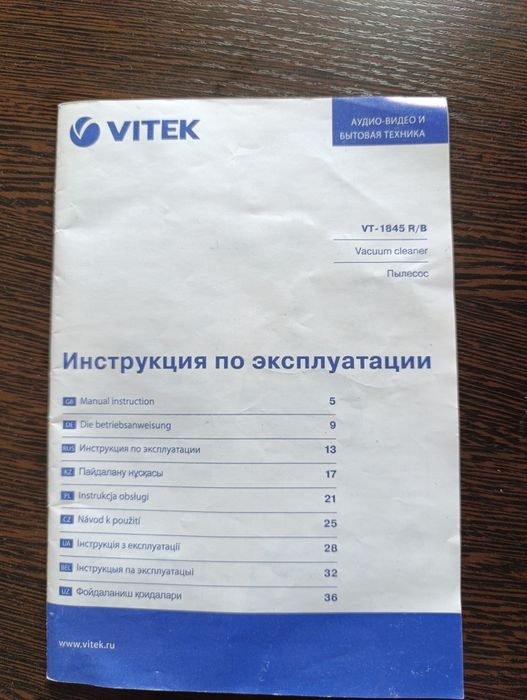 VITEK
АУДИО-ВИДЕО И
БЫТОВАЯ ТЕХНИКА
VT-1845 R/B
Vacuum cleaner
Пылесос
Инструкция по эксплуатации
GB Manual instruction 5
DE Die betriebsanweisung 9
RUS Инструкция по эксплуатации 13
KZ Пайдалану нұсқасы 17
PL Instrukcja obsługi 21
CZ Návod k použití 25
UA Інструкція з експлуатації 28
BEL Інструкцыя па эксплуатацыі 32
UZ Фойдаланиш қоидалари 36
www.vitek.ru